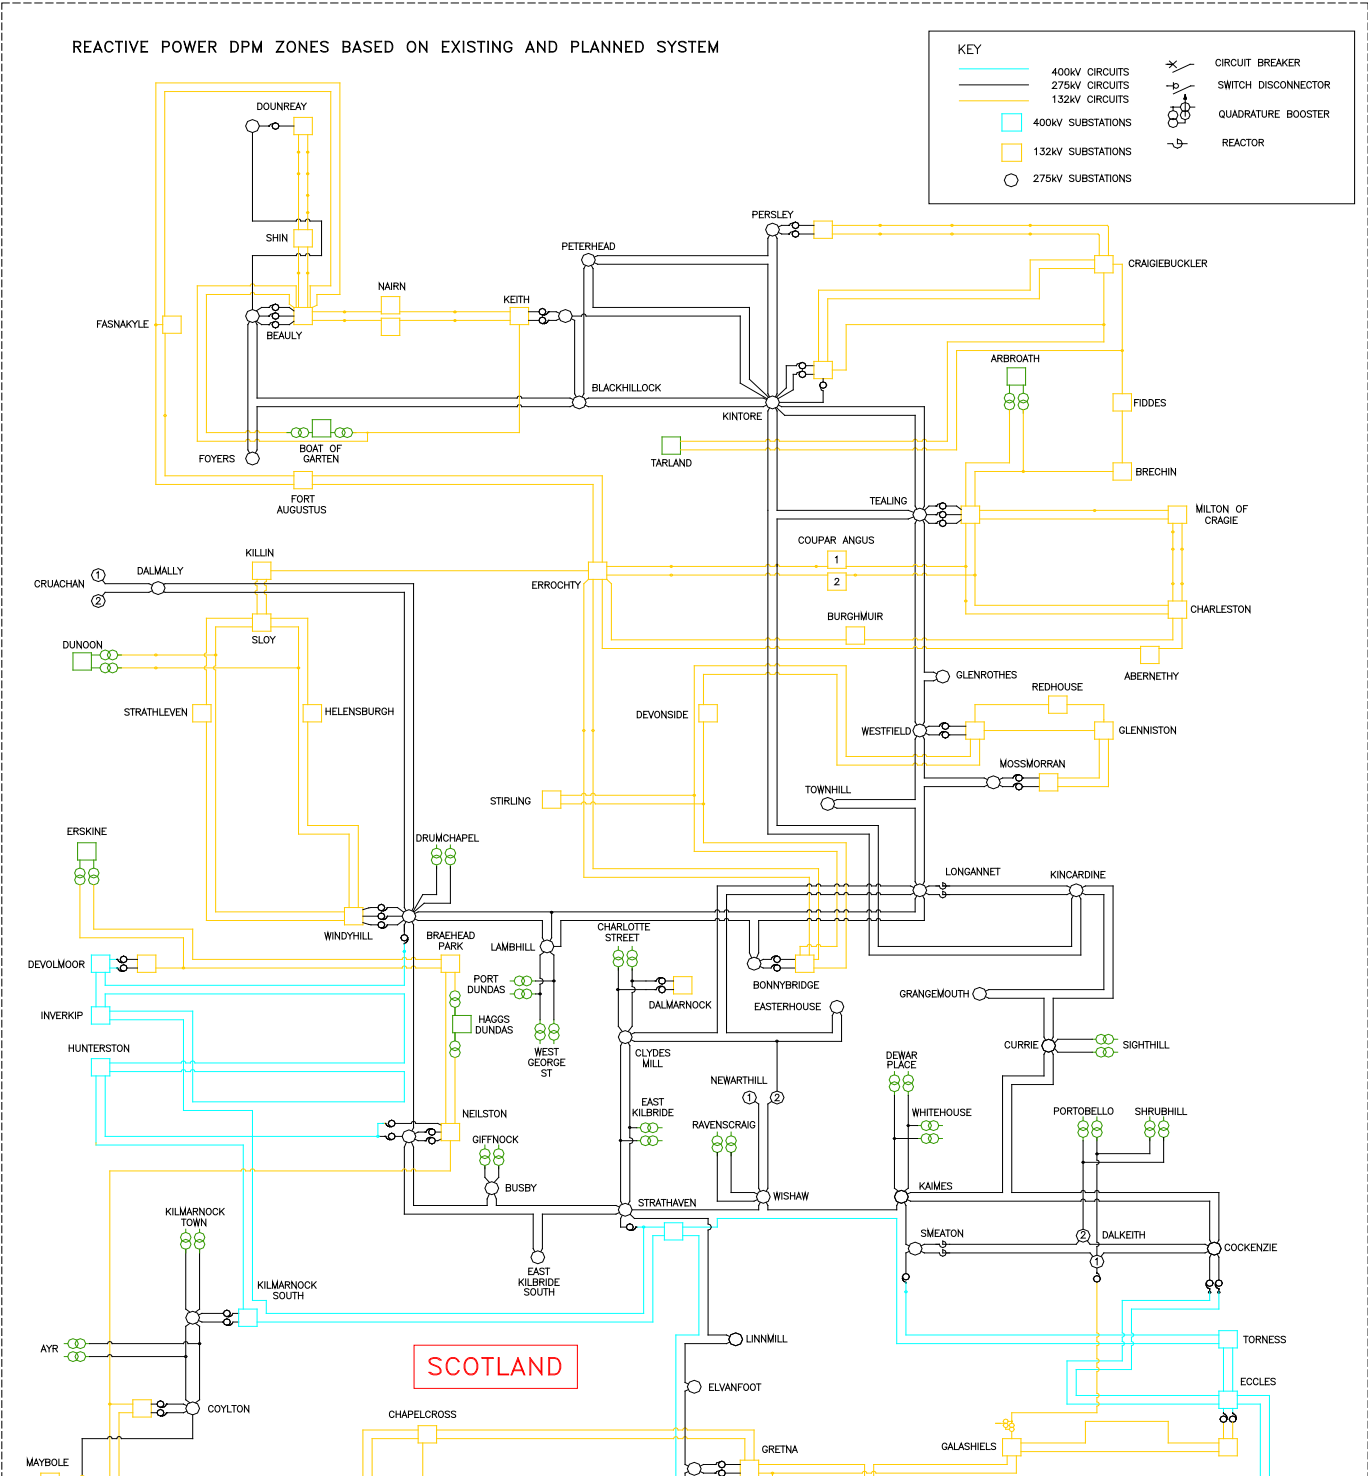 REACTIVE POWER DPM ZONES BASED ON EXISTING AND PLANNED SYSTEM
KEY
400kV CIRCUITS
275kV CIRCUITS
132kV CIRCUITS
400kV SUBSTATIONS
132kV SUBSTATIONS
275kV SUBSTATIONS
CIRCUIT BREAKER
SWITCH DISCONNECTOR
QUADRATURE BOOSTER
REACTOR
DOUNREAY
SHIN
PERSLEY
PETERHEAD
CRAIGIEBUCKLER
NAIRN
KEITH
FASNAKYLE
BEAULY
ARBROATH
BLACKHILLOCK
KINTORE
FIDDES
BOAT OF
GARTEN
FOYERS
TARLAND
BRECHIN
FORT
AUGUSTUS
TEALING
MILTON OF
CRAGIE
COUPAR ANGUS
1
2
KILLIN
DALMALLY
CRUACHAN
1
2
ERROCHTY
BURGHMUIR
CHARLESTON
SLOY
DUNOON
ABERNETHY
GLENROTHES
REDHOUSE
STRATHLEVEN
HELENSBURGH
DEVONSIDE
WESTFIELD
GLENNISTON
MOSSMORRAN
STIRLING
TOWNHILL
ERSKINE
DRUMCHAPEL
LONGANNET
KINCARDINE
WINDYHILL
BRAEHEAD
PARK
LAMBHILL
CHARLOTTE
STREET
DEVOLMOOR
PORT
DUNDAS
DALMARNOCK
BONNYBRIDGE
GRANGEMOUTH
EASTERHOUSE
INVERKIP
HAGGS
DUNDAS
HUNTERSTON
WEST
GEORGE
ST
CLYDES
MILL
CURRIE
SIGHTHILL
DEWAR
PLACE
NEWARTHILL
1
2
EAST
KILBRIDE
RAVENSCRAIG
WHITEHOUSE
PORTOBELLO
SHRUBHILL
NEILSTON
GIFFNOCK
BUSBY
STRATHAVEN
WISHAW
KAIMES
KILMARNOCK
TOWN
SMEATON
2
DALKEITH
1
COCKENZIE
EAST
KILBRIDE
SOUTH
KILMARNOCK
SOUTH
AYR
LINNMILL
TORNESS
SCOTLAND
ELVANFOOT
ECCLES
COYLTON
CHAPELCROSS
GRETNA
GALASHIELS
MAYBOLE